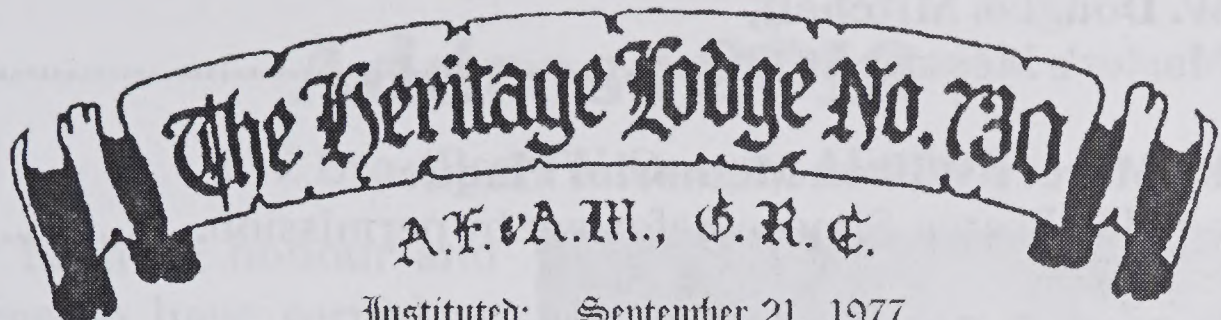 The Heritage Lodge No. 730
A.F. & A.M., G.R.C.
Instituted: September 21, 1977